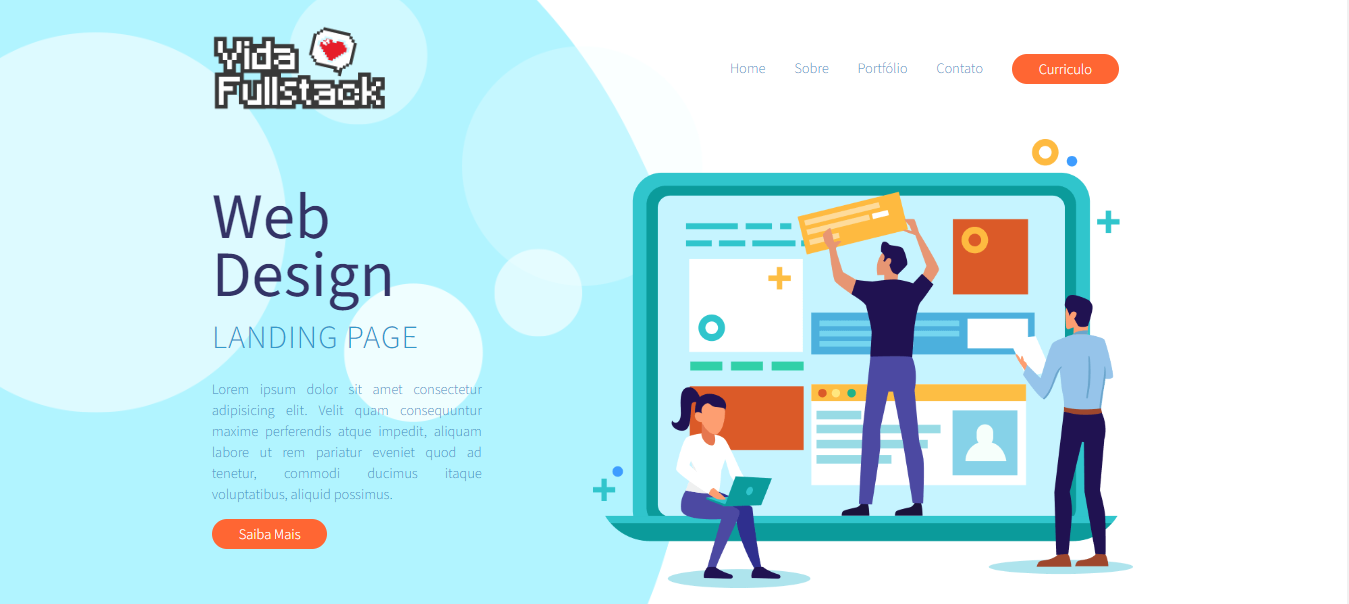 Vida
Fullstack
Home Sobre Portfólio Contato Curriculo
Web
Design
LANDING PAGE
Lorem ipsum dolor sit amet consectetur
adipisicing elit. Velit quam consequuntur
maxime perferendis atque impedit, aliquam
labore ut rem pariatur eveniet quod ad
tenetur, commodi ducimus itaque
voluptatibus, aliquid possimus.
Saiba Mais